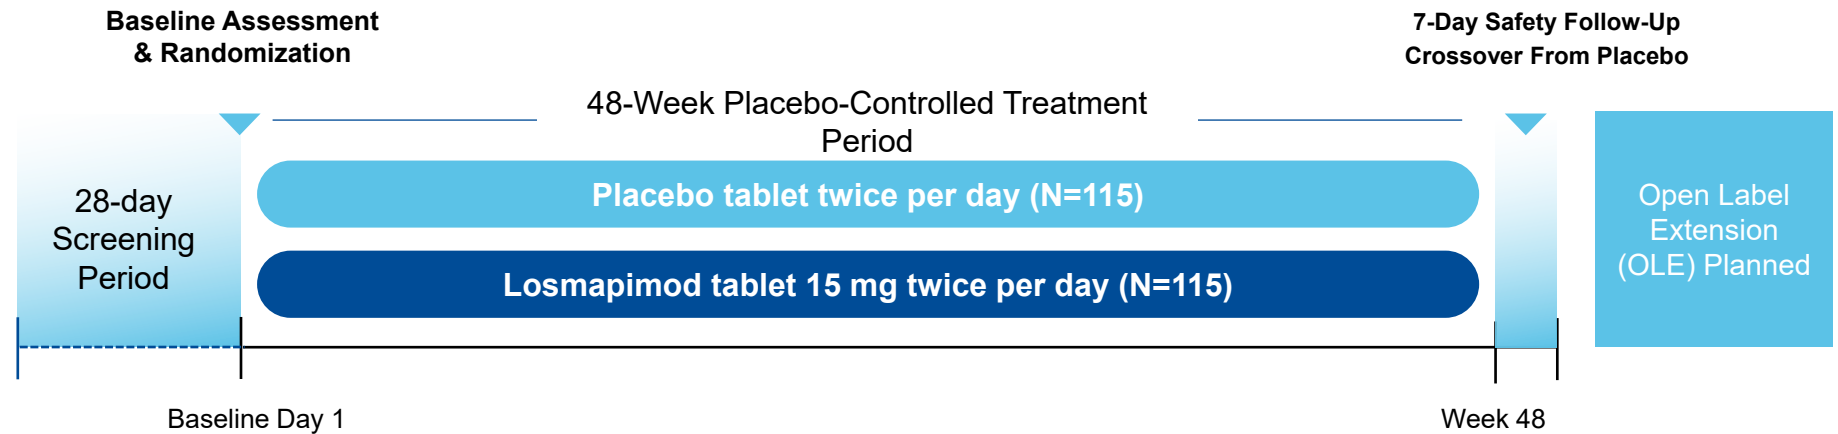 Baseline Assessment
& Randomization
7-Day Safety Follow-Up
Crossover From Placebo
48-Week Placebo-Controlled Treatment
Period
28-day
Screening
Period
Placebo tablet twice per day (N=115)
Losmapimod tablet 15 mg twice per day (N=115)
Open Label
Extension
(OLE) Planned
Baseline Day 1
Week 48